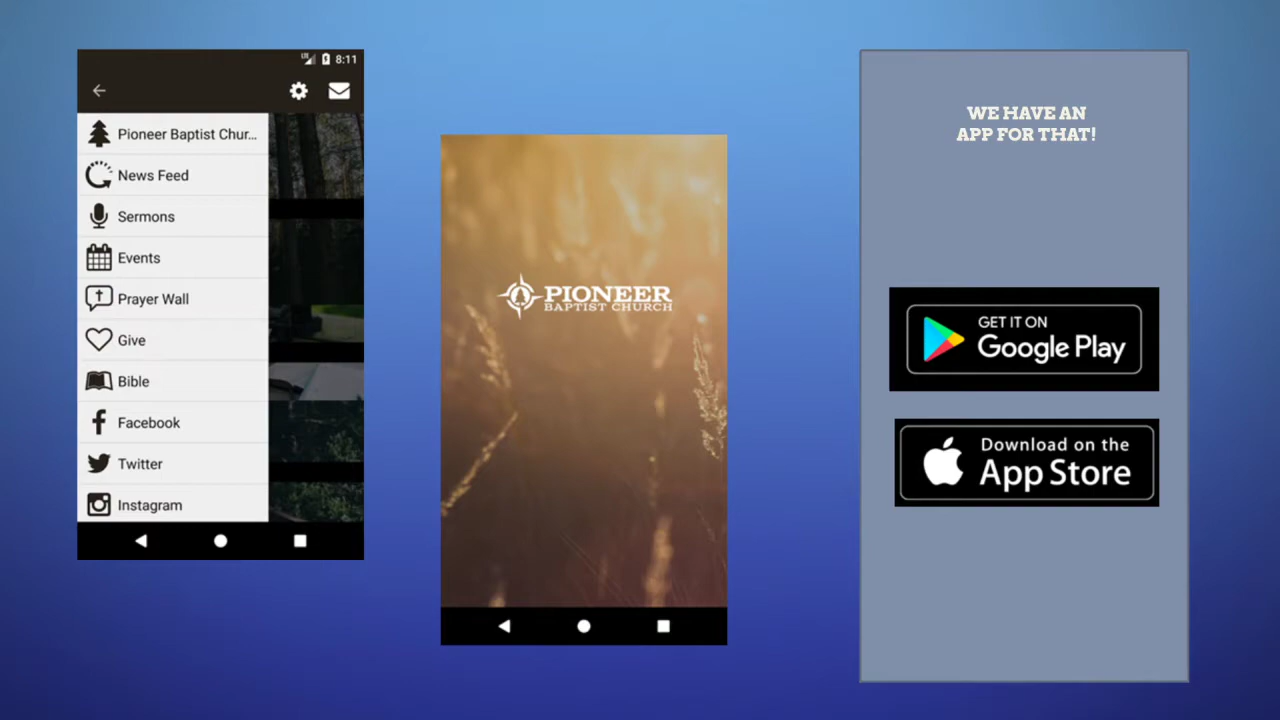 LTE 8:11
Pioneer Baptist Chur...
News Feed
Sermons
Events
Prayer Wall
Give
Bible
Facebook
Twitter
Instagram
PIONEER
BAPTIST CHURCH
WE HAVE AN
APP FOR THAT!
GET IT ON
Google Play
Download on the
App Store